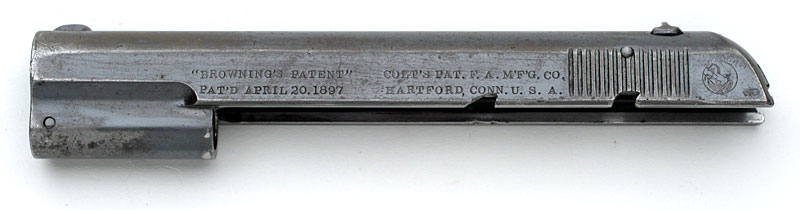 "BROWNING'S PATENT"
PAT'D APRIL 20.1897
COLT'S PAT. F. A. M'F'G. CO.
HARTFORD, CONN. U. S. A.